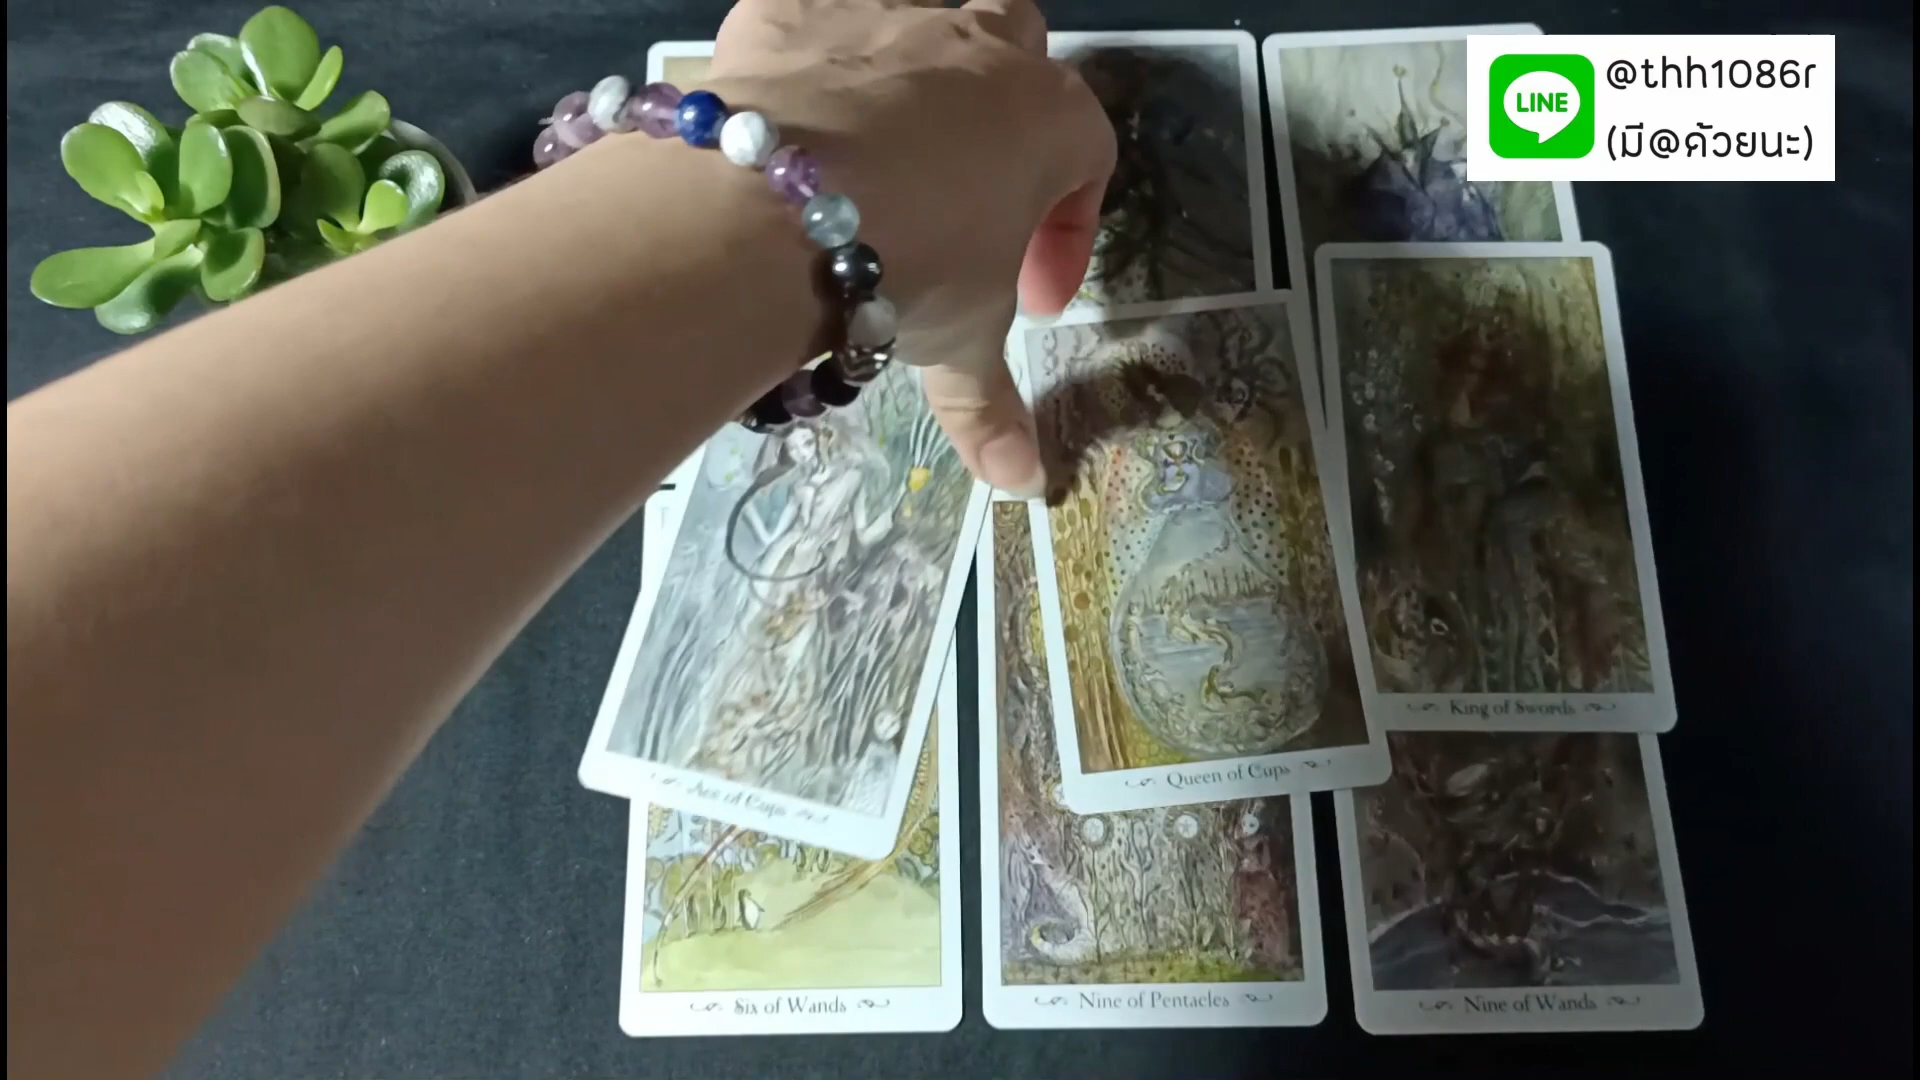 LINE
@thh1086r
(มี@ด้วยนะ)
King of Swords
Queen of Cups
Ace of Cups
Six of Wands
Nine of Pentacles
Nine of Wands